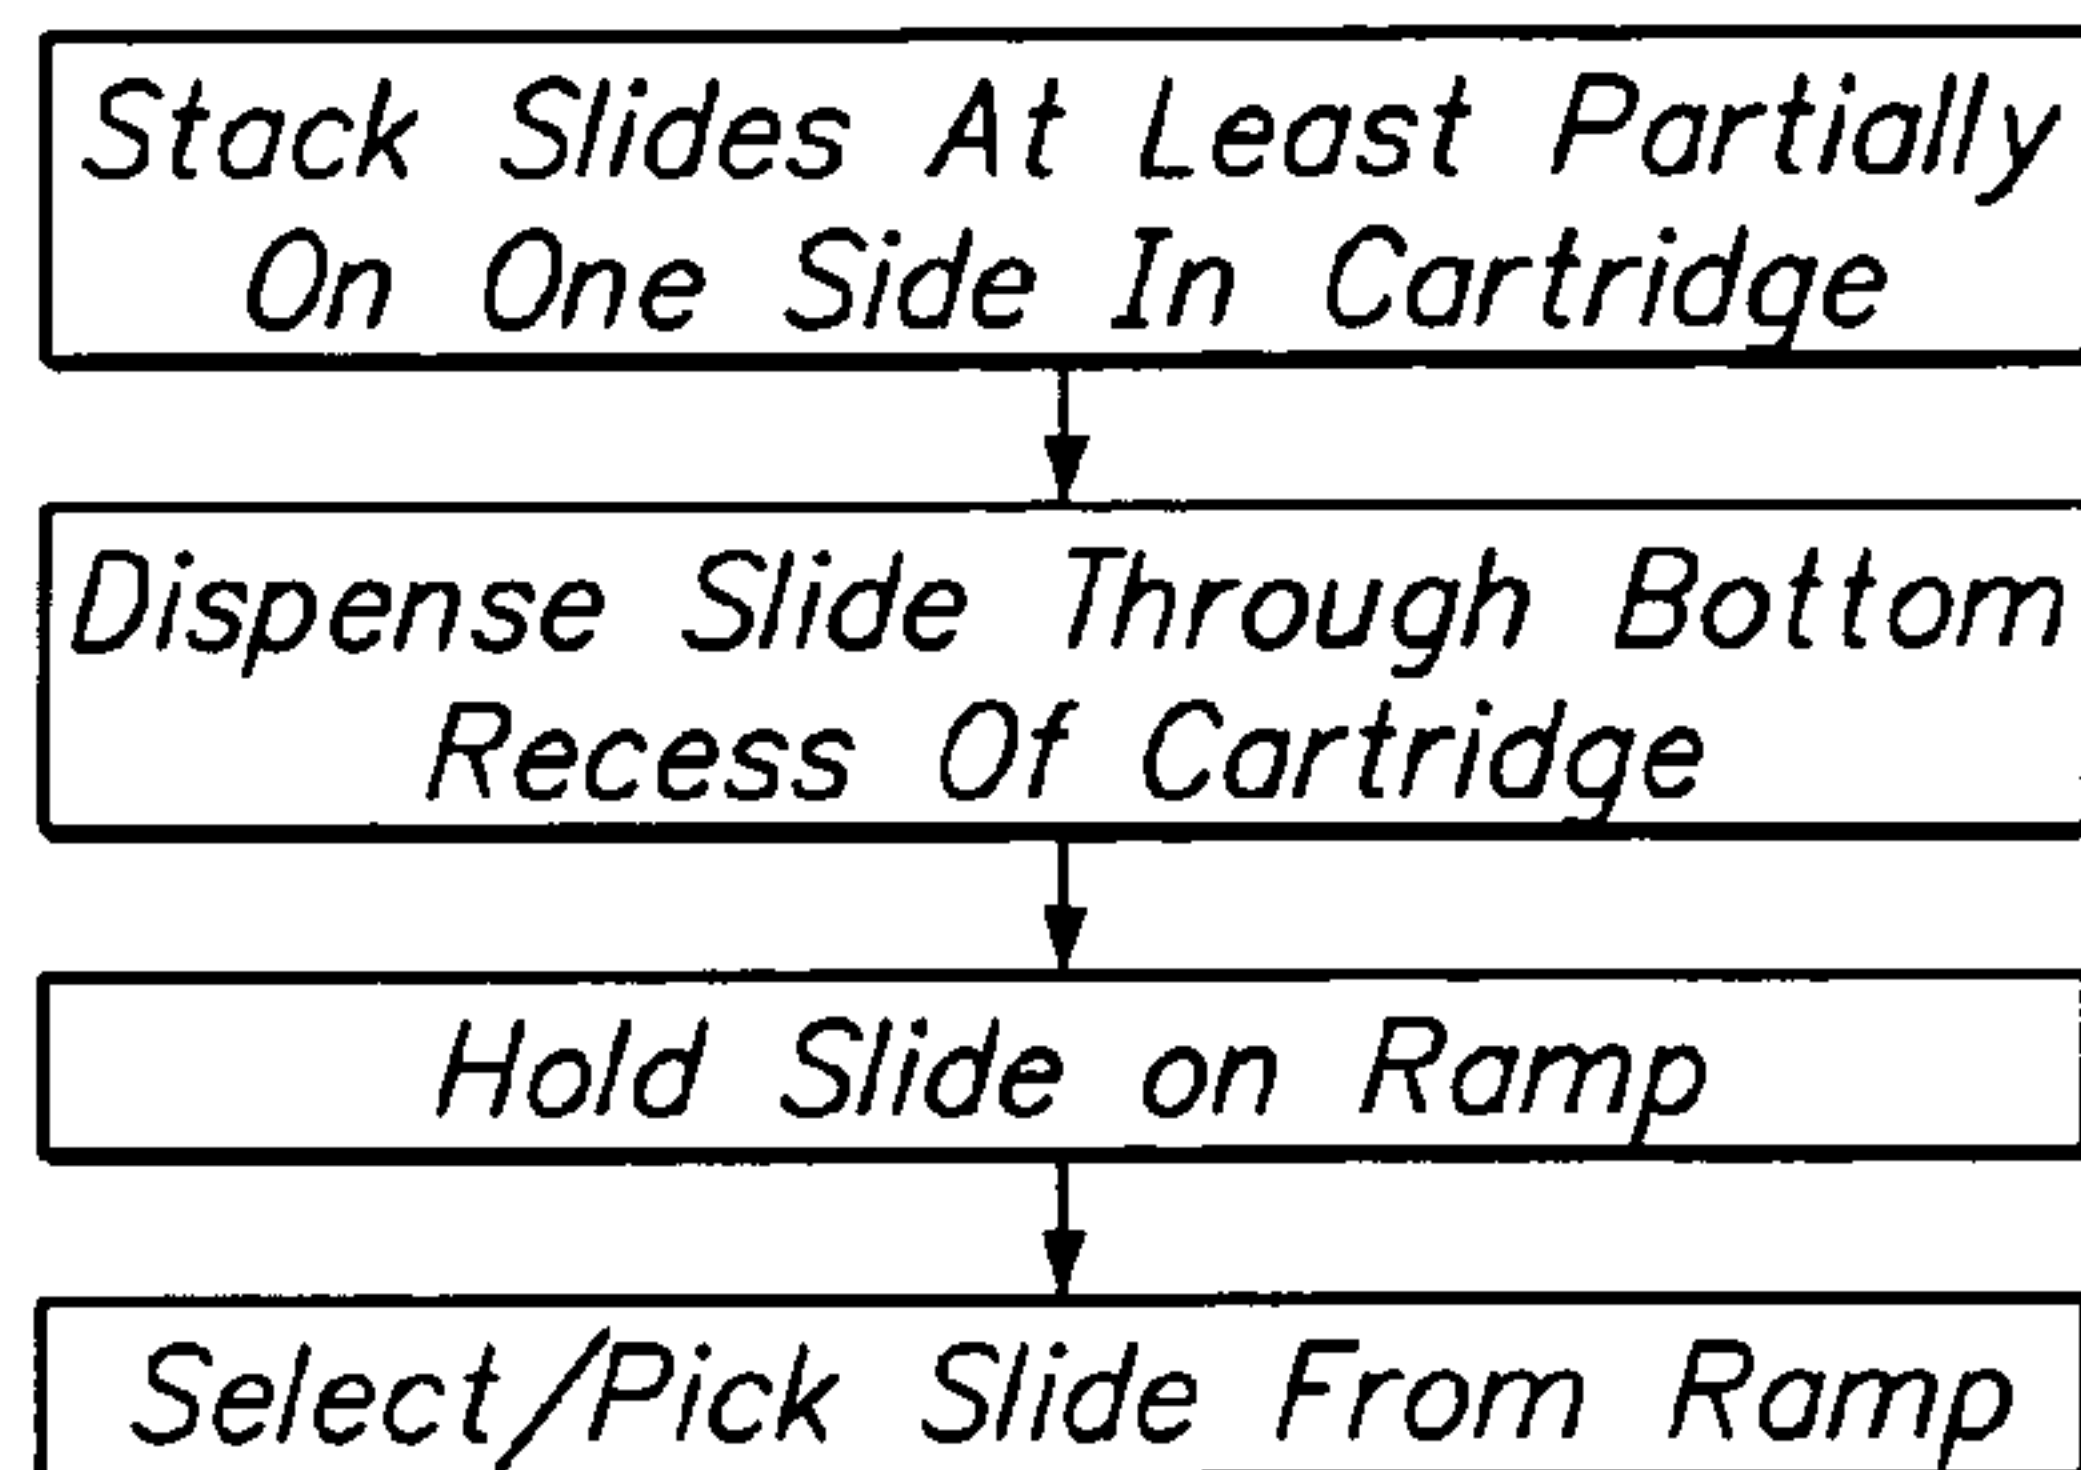 Stack Slides At Least Partially
On One Side In Cartridge
Dispense Slide Through Bottom
Recess Of Cartridge
Hold Slide on Ramp
Select/Pick Slide From Ramp